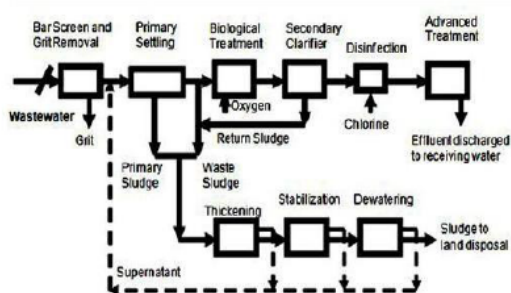 Bar Screen and
Grit Removal
Primary
Settling
Biological
Treatment
Secondary
Clarifier
Disinfection
Advanced
Treatment
Wastewater
Grit
Oxygen
Return Sludge
Chlorine
Effluent discharged
to receiving water
Primary
Sludge
Waste
Sludge
Thickening
Stabilization
Dewatering
Sludge to
land disposal
Supernatant